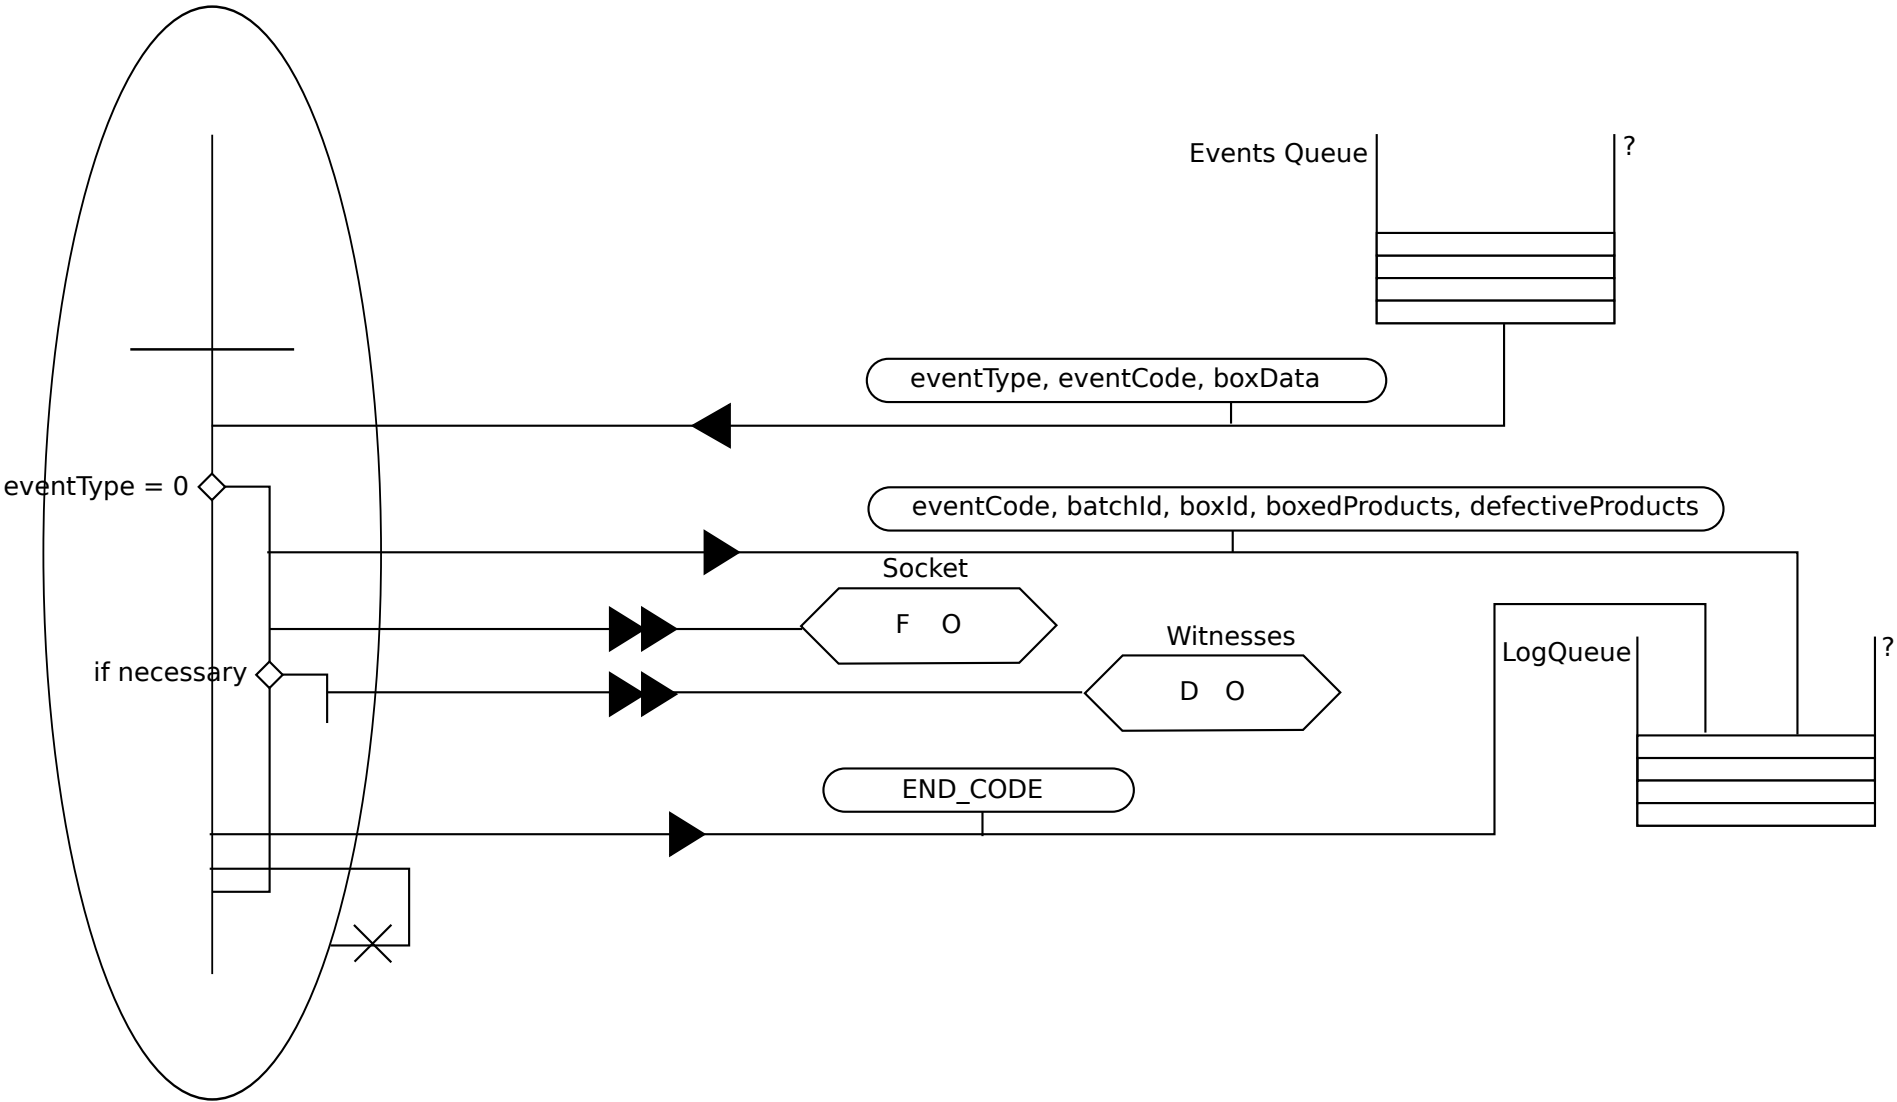 Events Queue
?
eventType, eventCode, boxData
eventType = 0
eventCode, batchId, boxId, boxedProducts, defectiveProducts
Socket
F O
Witnesses
LogQueue
?
if necessary
D O
END_CODE